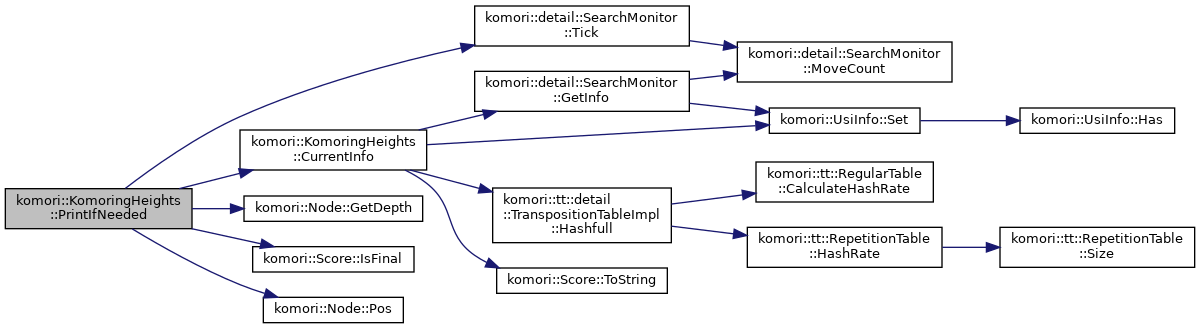 komori::KomoringHeights
::PrintIfNeeded
komori::detail::SearchMonitor
::Tick
komori::KomoringHeights
::CurrentInfo
komori::Node::GetDepth
komori::Score::IsFinal
komori::Node::Pos
komori::detail::SearchMonitor
::GetInfo
komori::tt::detail
::TranspositionTableImpl
::Hashfull
komori::Score::ToString
komori::detail::SearchMonitor
::MoveCount
komori::UsiInfo::Set
komori::UsiInfo::Has
komori::tt::RegularTable
::CalculateHashRate
komori::tt::RepetitionTable
::HashRate
komori::tt::RepetitionTable
::Size